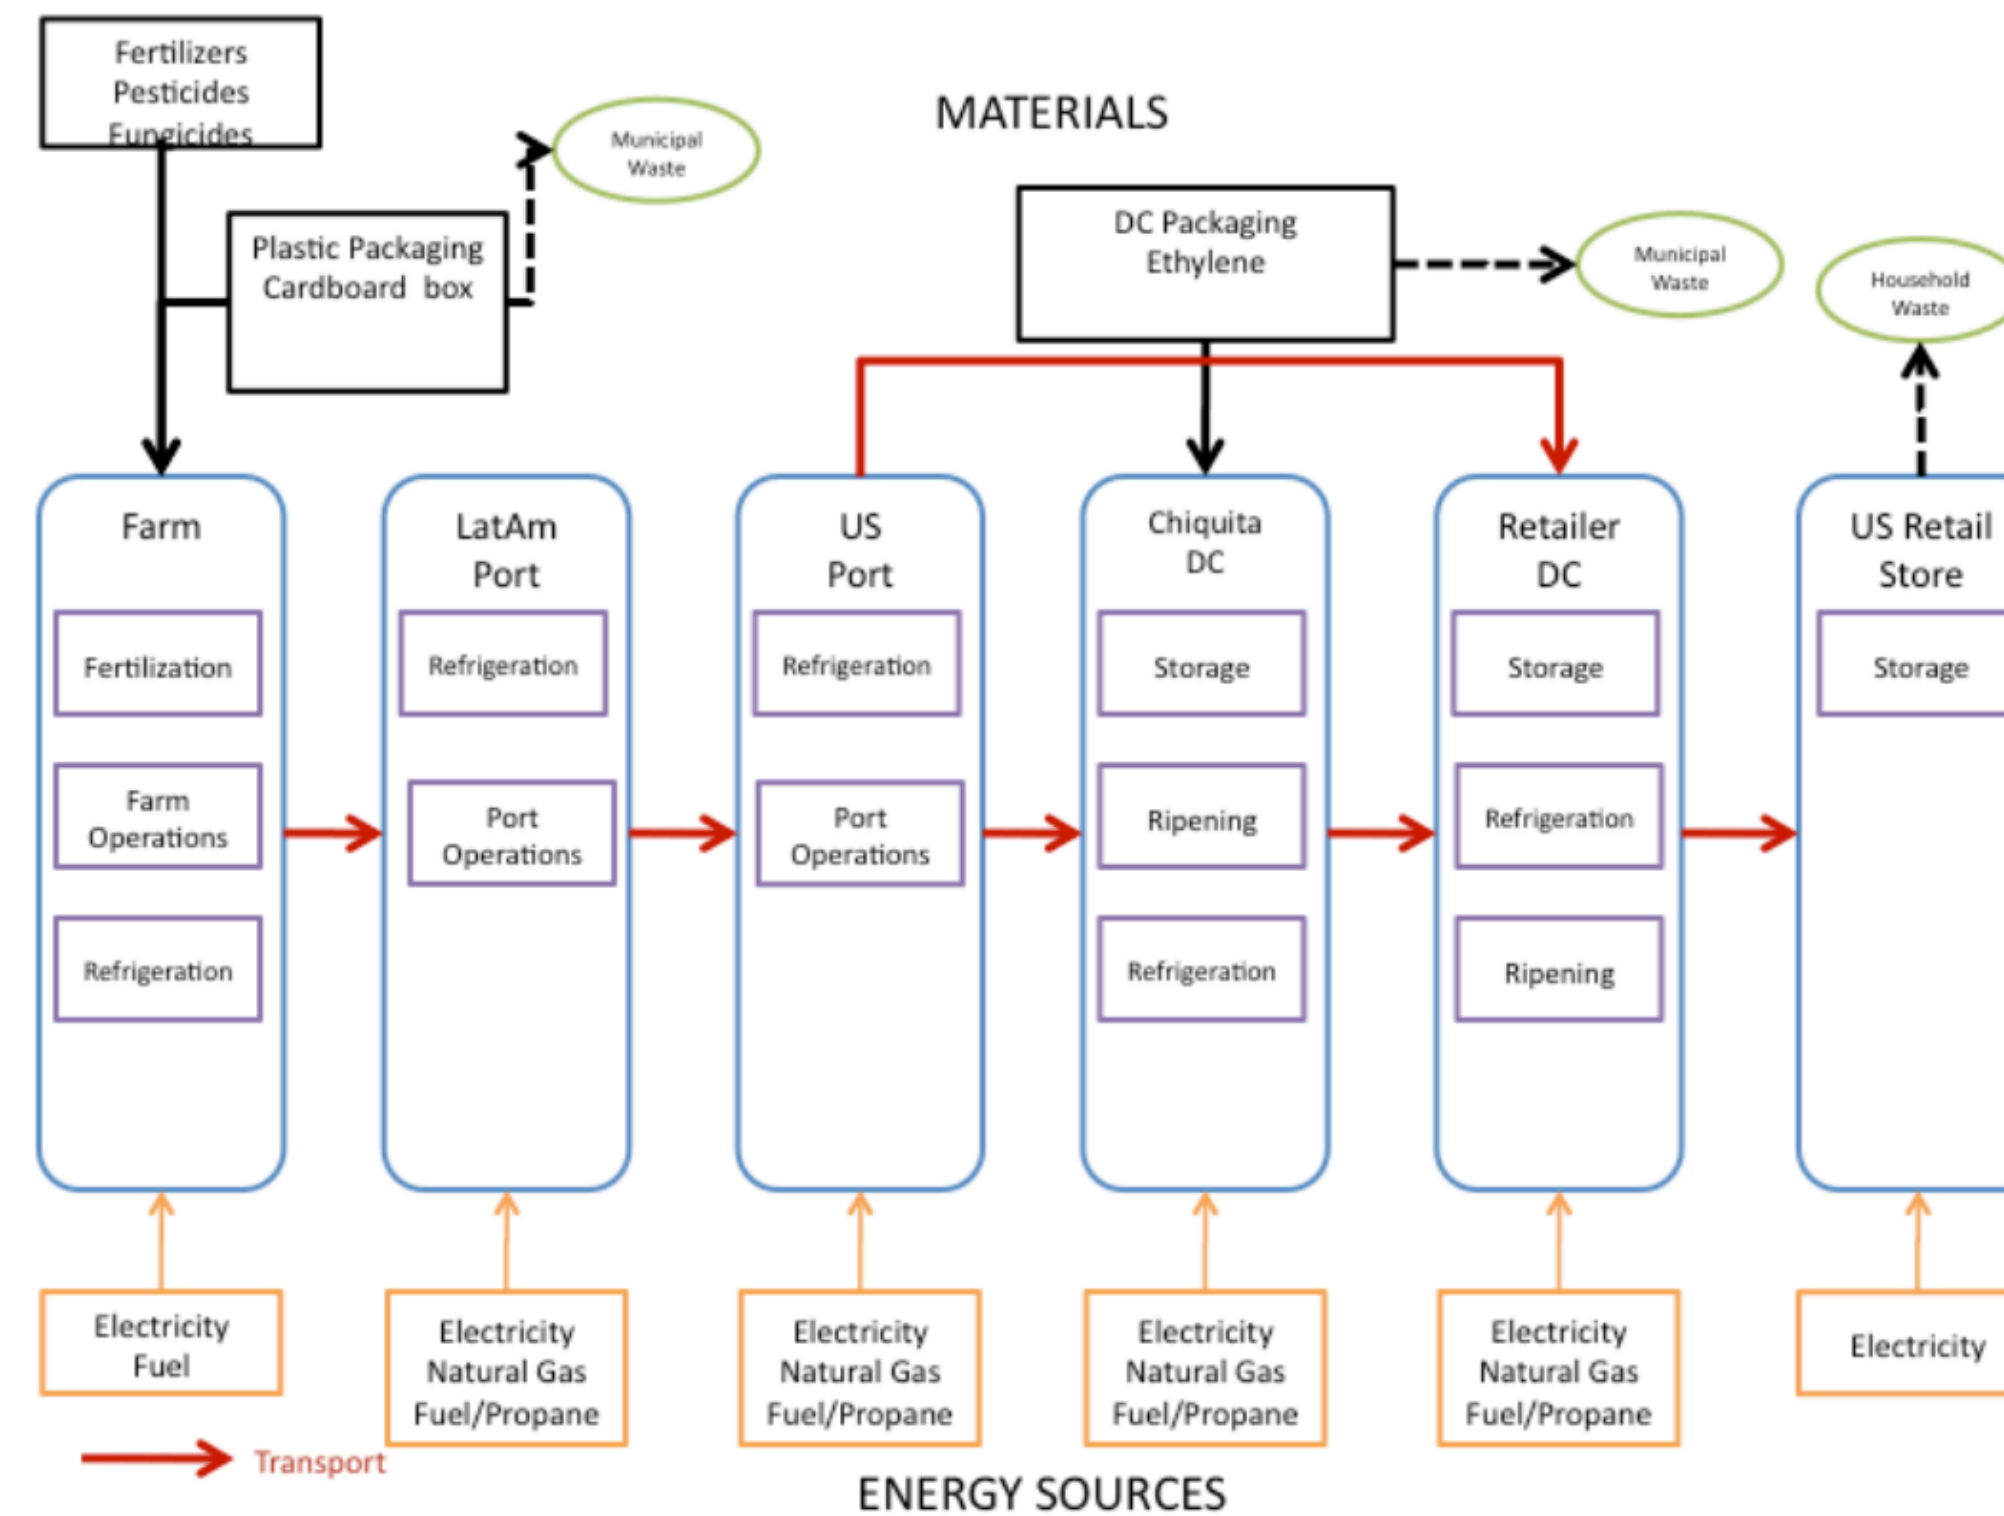 Fertilizers
Pesticides
Fungicides
MATERIALS
Municipal
Waste
Plastic Packaging
Cardboard box
DC Packaging
Ethylene
Municipal
Waste
Household
Waste
Farm
Fertilization
Farm
Operations
Refrigeration
LatAm
Port
Refrigeration
Port
Operations
US
Port
Refrigeration
Port
Operations
Chiquita
DC
Storage
Ripening
Refrigeration
Retailer
DC
Storage
Refrigeration
Ripening
US Retail
Store
Storage
Electricity
Fuel
Electricity
Natural Gas
Fuel/Propane
Electricity
Natural Gas
Fuel/Propane
Electricity
Natural Gas
Fuel/Propane
Electricity
Natural Gas
Fuel/Propane
Electricity
Transport
ENERGY SOURCES